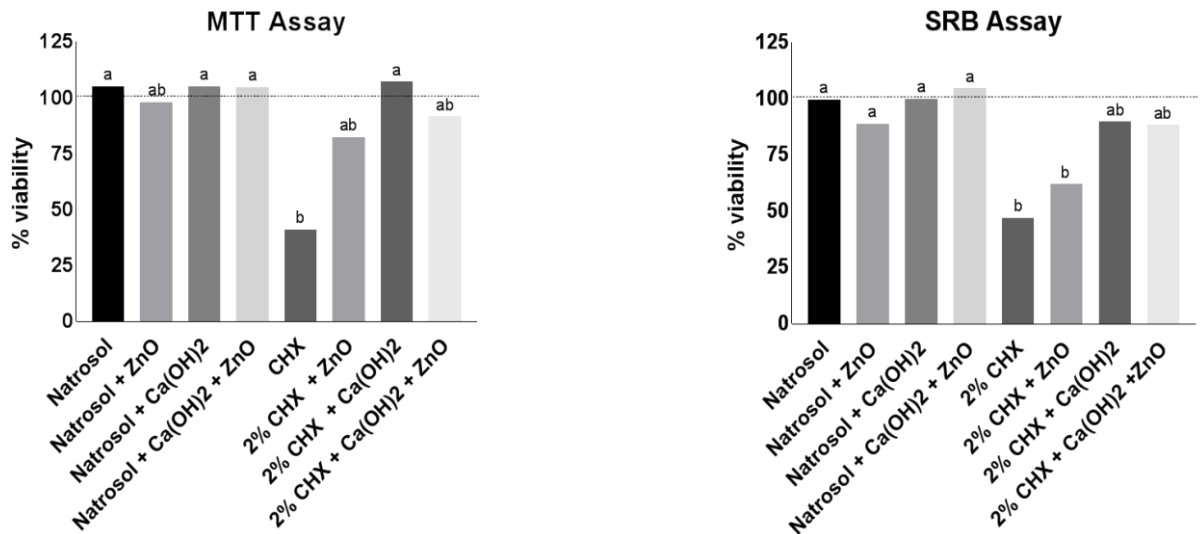 MTT Assay
% viability
125
100
75
50
25
0
a
ab
a
a
b
ab
a
ab
Natrosol
Natrosol + ZnO
Natrosol + Ca(OH)2
Natrosol + Ca(OH)2 + ZnO
CHX
2% CHX + ZnO
2% CHX + Ca(OH)2
2% CHX + Ca(OH)2 + ZnO
SRB Assay
% viability
125
100
75
50
25
0
a
a
a
a
b
b
ab
ab
Natrosol
Natrosol + ZnO
Natrosol + Ca(OH)2
Natrosol + Ca(OH)2 + ZnO
2% CHX
2% CHX + ZnO
2% CHX + Ca(OH)2
2% CHX + Ca(OH)2 +ZnO